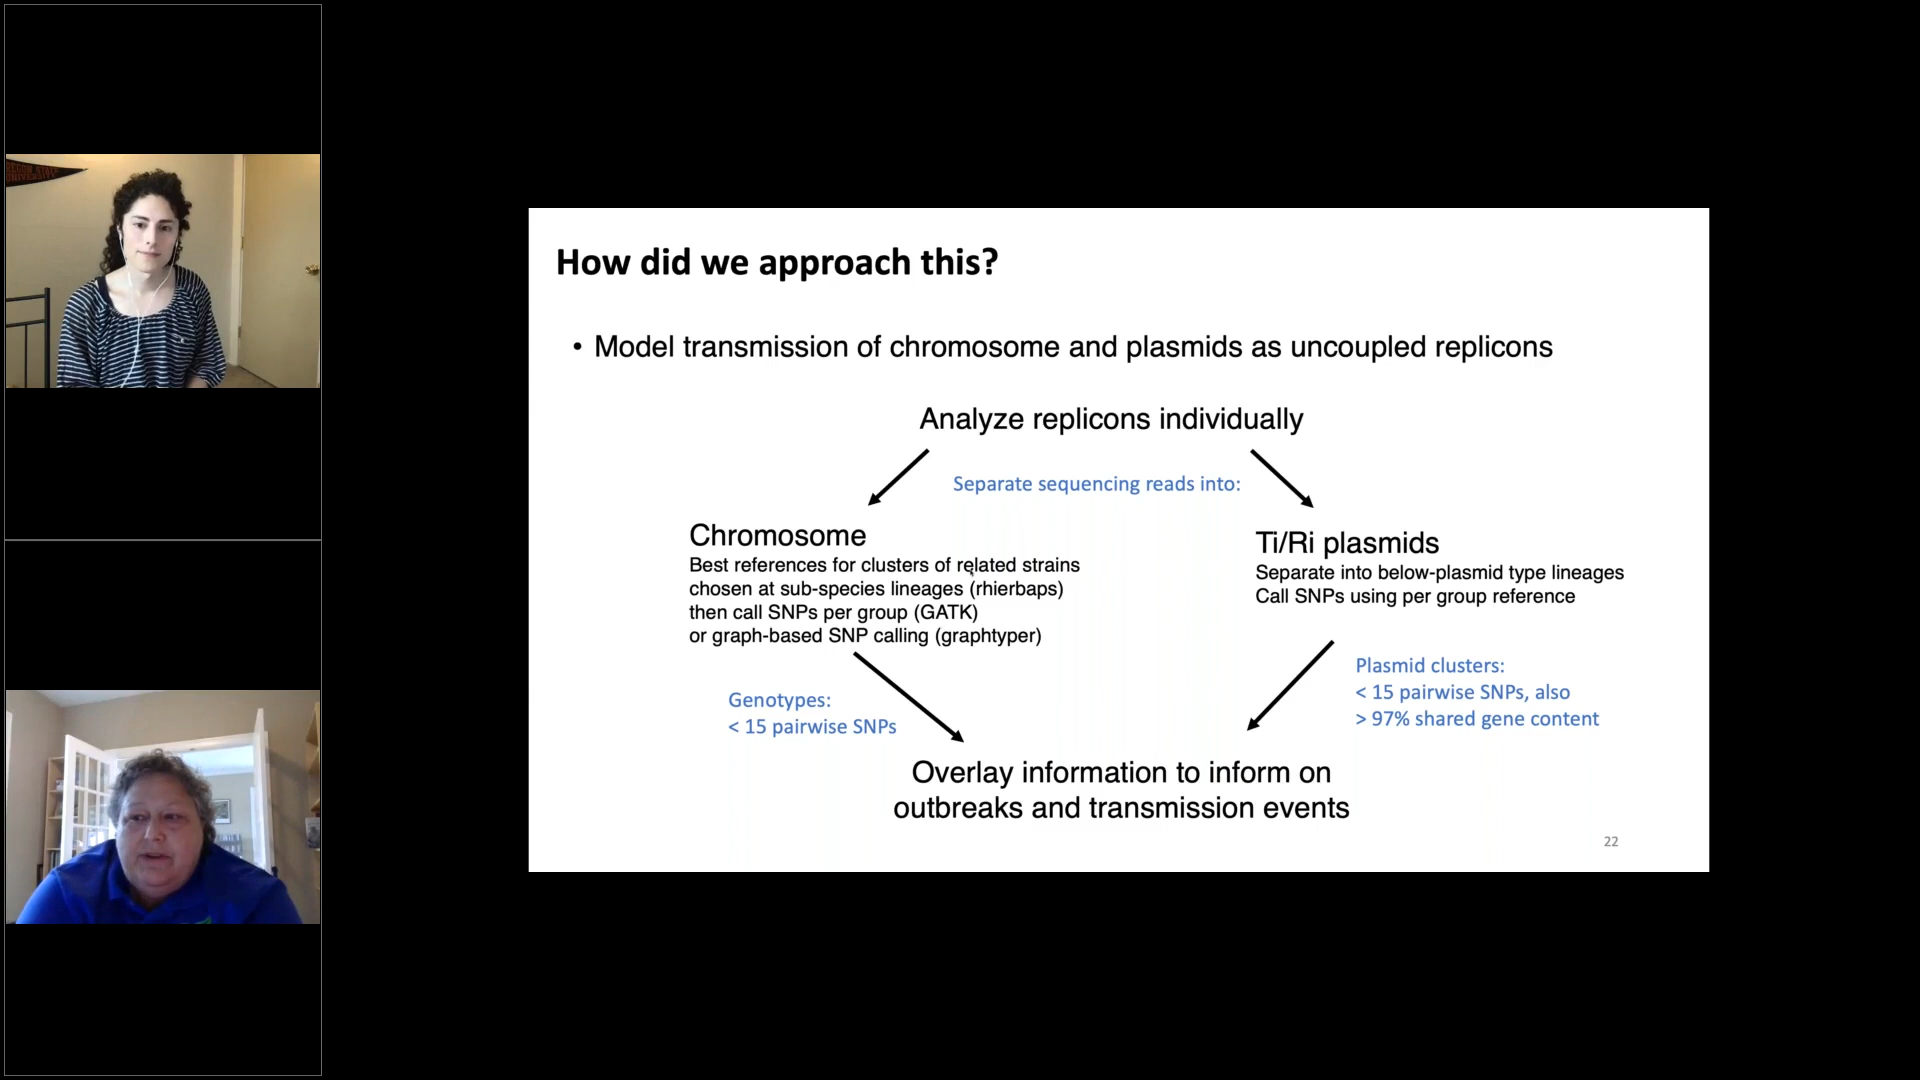 STATE
UNIVERSITY
How did we approach this?
• Model transmission of chromosome and plasmids as uncoupled replicons
Analyze replicons individually
Separate sequencing reads into:
Chromosome
Best references for clusters of related strains
chosen at sub-species lineages (rhierbaps)
then call SNPs per group (GATK)
or graph-based SNP calling (graphtyper)
Ti/Ri plasmids
Separate into below-plasmid type lineages
Call SNPs using per group reference
Genotypes:
< 15 pairwise SNPs
Plasmid clusters:
< 15 pairwise SNPs, also
> 97% shared gene content
Overlay information to inform on
outbreaks and transmission events
22